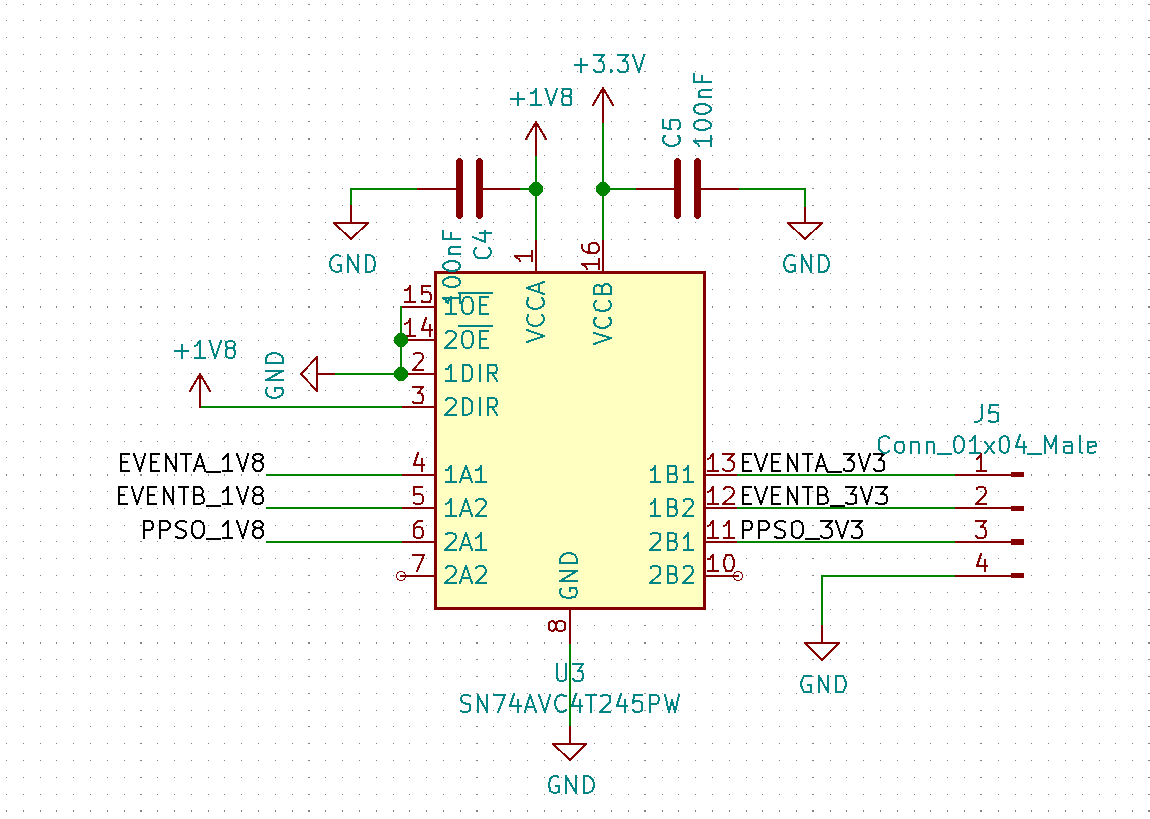 +3.3V
+1V8
C5
100nF
100nF
C4
GND
GND
1
16
VCCA
VCCB
15
1OE
14
2OE
+1V8
GND
2
1DIR
3
2DIR
J5
Conn_01x04_Male
EVENTA_1V8
4
1A1
1B1
13
EVENTA_3V3
1
EVENTB_1V8
5
1A2
1B2
12
EVENTB_3V3
2
PPSO_1V8
6
2A1
2B1
11
PPSO_3V3
3
7
2A2
GND
2B2
10
4
8
U3
SN74AVC4T245PW
GND
GND